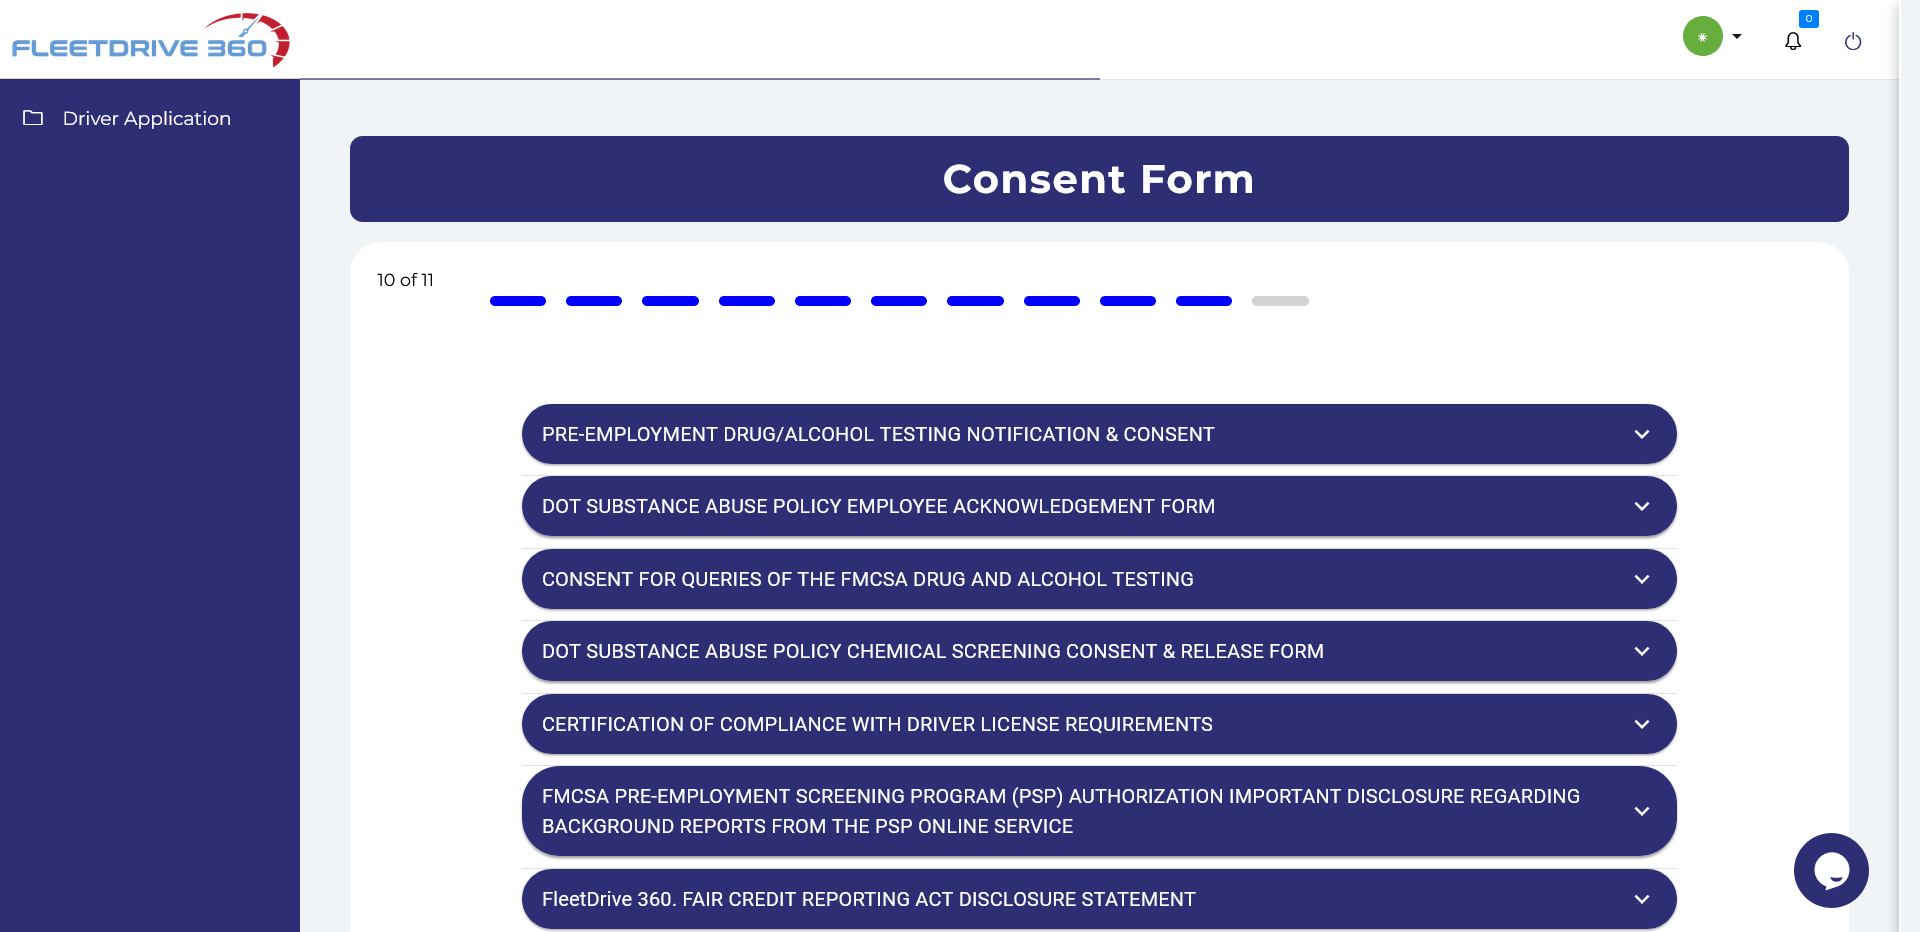 FLEETDRIVE 360
0
Driver Application
Consent Form
10 of 11
PRE-EMPLOYMENT DRUG/ALCOHOL TESTING NOTIFICATION & CONSENT
DOT SUBSTANCE ABUSE POLICY EMPLOYEE ACKNOWLEDGEMENT FORM
CONSENT FOR QUERIES OF THE FMCSA DRUG AND ALCOHOL TESTING
DOT SUBSTANCE ABUSE POLICY CHEMICAL SCREENING CONSENT & RELEASE FORM
CERTIFICATION OF COMPLIANCE WITH DRIVER LICENSE REQUIREMENTS
FMCSA PRE-EMPLOYMENT SCREENING PROGRAM (PSP) AUTHORIZATION IMPORTANT DISCLOSURE REGARDING
BACKGROUND REPORTS FROM THE PSP ONLINE SERVICE
FleetDrive 360. FAIR CREDIT REPORTING ACT DISCLOSURE STATEMENT